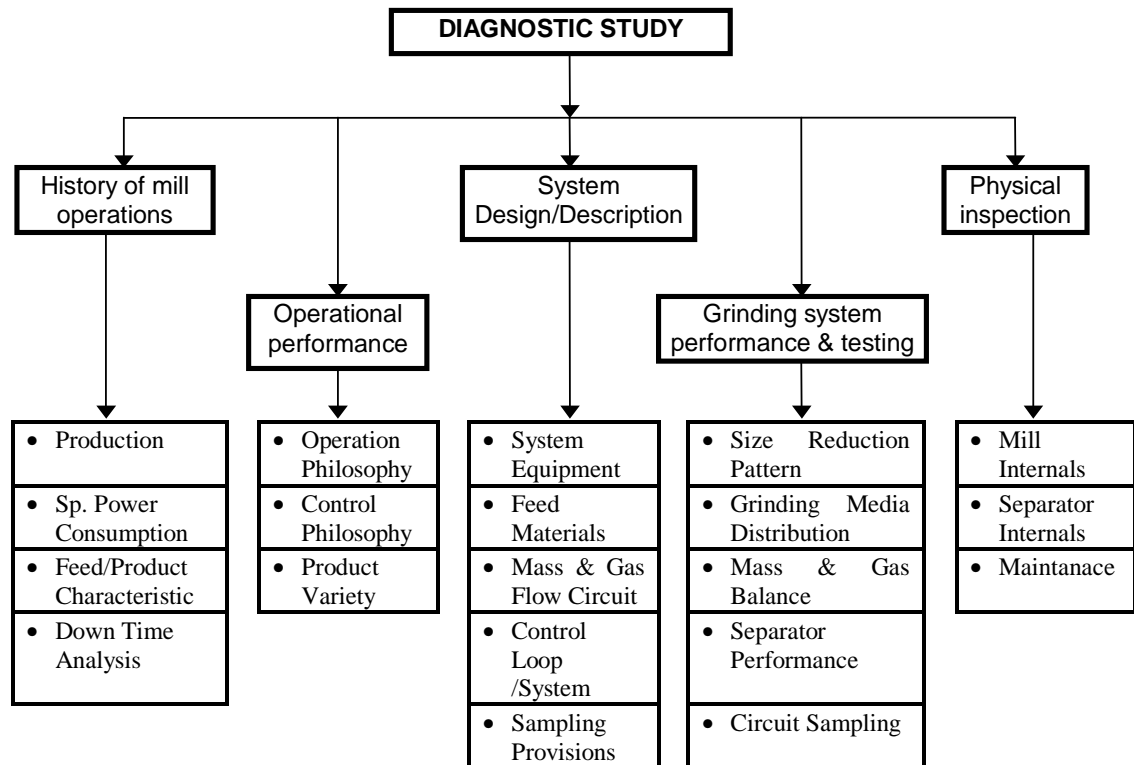 DIAGNOSTIC STUDY
History of mill
operations
System
Design/Description
Physical
inspection
Operational
performance
Grinding system
performance & testing
• Production
• Sp. Power
Consumption
• Feed/Product
Characteristic
• Down Time
Analysis
• Operation
Philosophy
• Control
Philosophy
• Product
Variety
• System
Equipment
• Feed
Materials
• Mass & Gas
Flow Circuit
• Control
Loop
/System
• Sampling
Provisions
• Size Reduction
Pattern
• Grinding Media
Distribution
• Mass & Gas
Balance
• Separator
Performance
• Circuit Sampling
• Mill
Internals
• Separator
Internals
• Maintanace